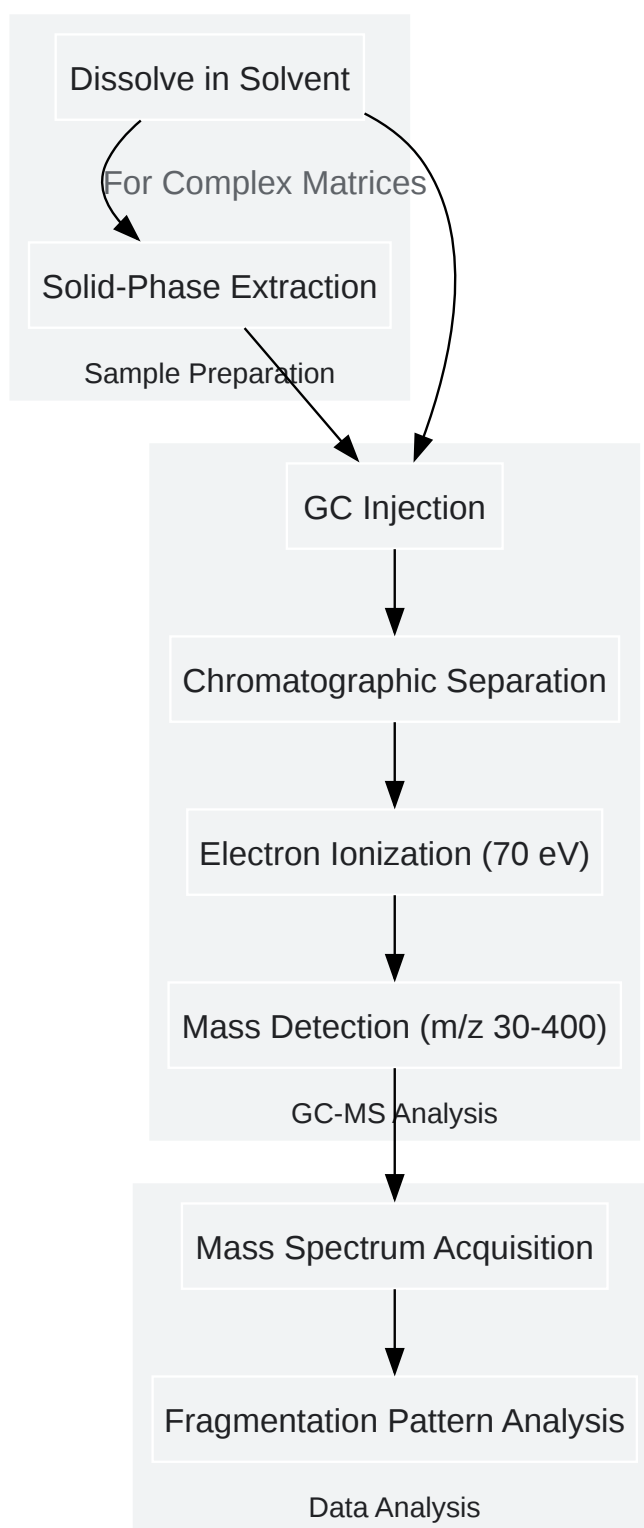 Dissolve in Solvent
For Complex Matrices
Solid-Phase Extraction
Sample Preparation
GC Injection
Chromatographic Separation
Electron Ionization (70 eV)
Mass Detection (m/z 30-400)
GC-MS Analysis
Mass Spectrum Acquisition
Fragmentation Pattern Analysis
Data Analysis